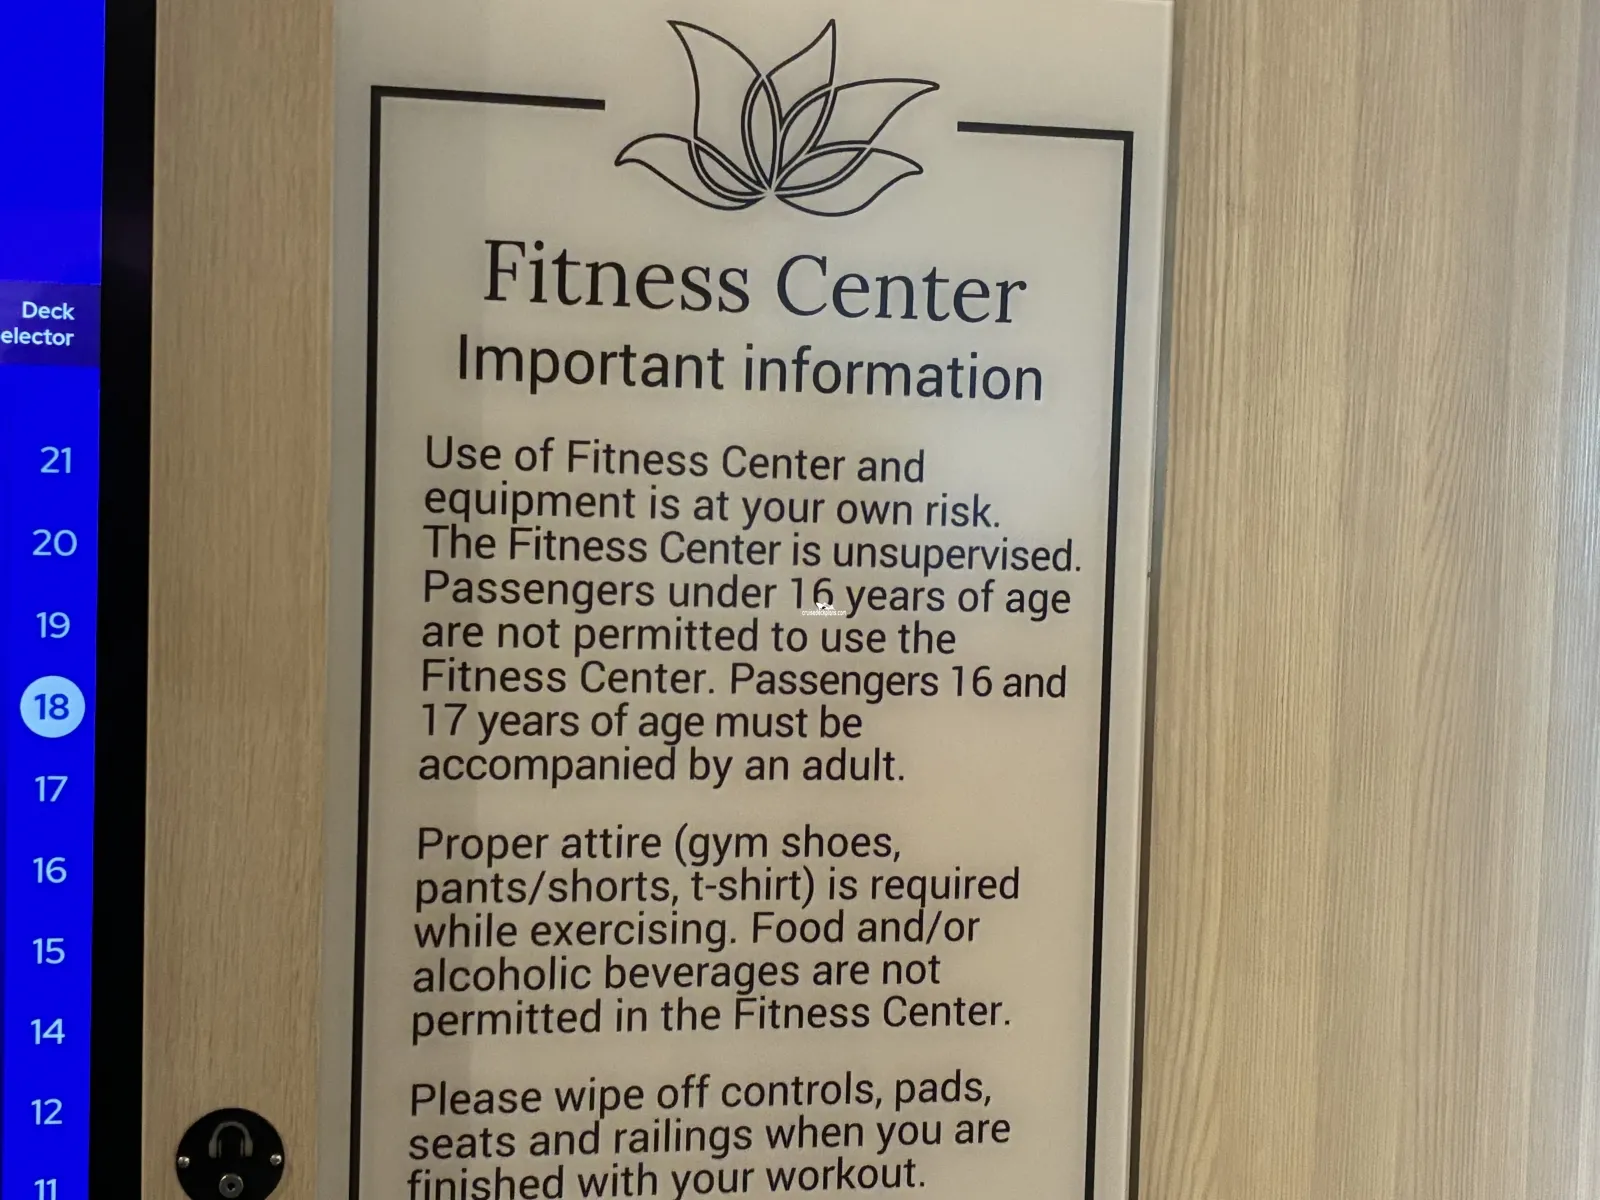 Deck
elector
21
20
19
18
17
16
15
14
12
11
Fitness Center
Important information
Use of Fitness Center and
equipment is at your own risk.
The Fitness Center is unsupervised.
Passengers under 16 years of age
are not permitted to use the
Fitness Center. Passengers 16 and
17 years of age must be
accompanied by an adult.
Proper attire (gym shoes,
pants/shorts, t-shirt) is required
while exercising. Food and/or
alcoholic beverages are not
permitted in the Fitness Center.
Please wipe off controls, pads,
seats and railings when you are
finished with your workout.
cruisedeckplans.com